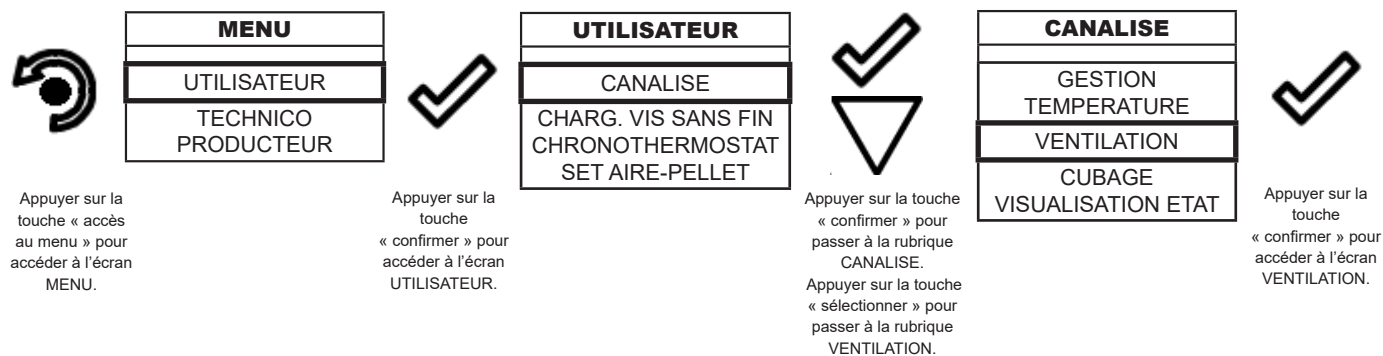 MENU
UTILISATEUR
TECHNICO
PRODUCTEUR
UTILISATEUR
CANALISE
CHARG. VIS SANS FIN
CHRONOTHERMOSTAT
SET AIRE-PELLET
CANALISE
GESTION
TEMPERATURE
VENTILATION
CUBAGE
VISUALISATION ETAT
Appuyer sur la
touche « accès
au menu » pour
accéder à l’écran
MENU.
Appuyer sur la
touche
« confirmer » pour
accéder à l’écran
UTILISATEUR.
Appuyer sur la touche
« confirmer » pour
passer à la rubrique
CANALISE.
Appuyer sur la touche
« sélectionner » pour
passer à la rubrique
VENTILATION.
Appuyer sur la
touche
« confirmer » pour
accéder à l’écran
VENTILATION.